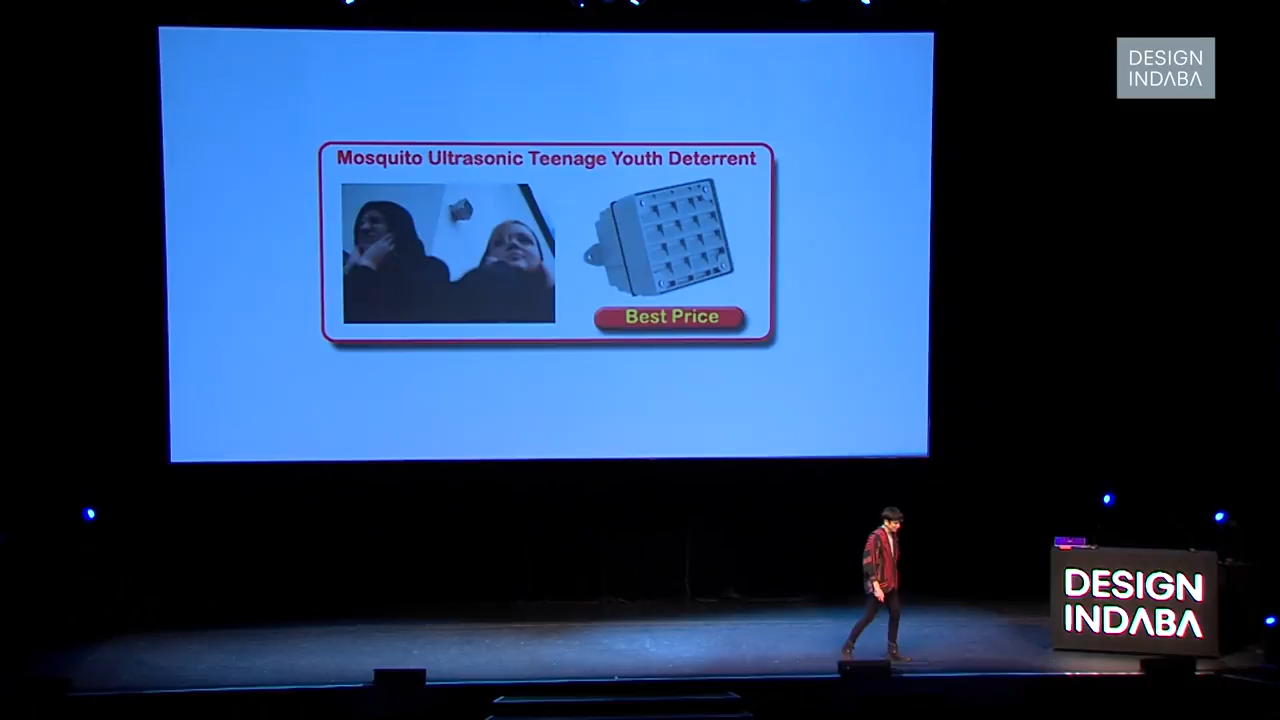 DESIGN
INDABA
Mosquito Ultrasonic Teenage Youth Deterrent
Best Price
DESIGN
INDABA